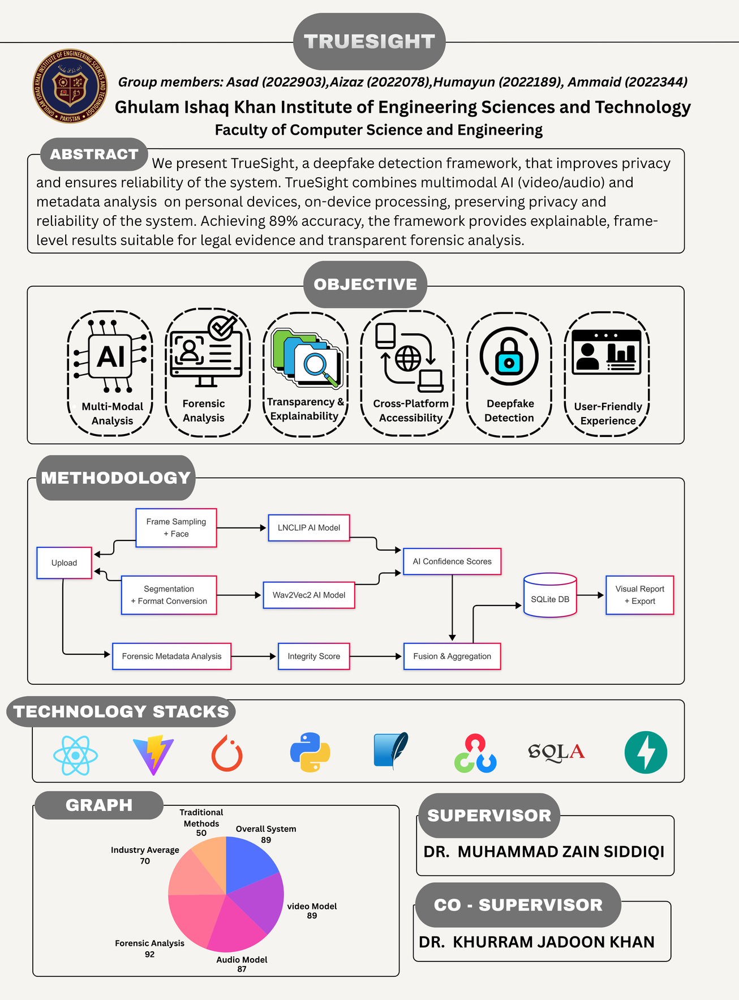 TRUESIGHT
GHULAM ISHAQ KHAN INSTITUTE OF ENGINEERING SCIENCES AND TECHNOLOGY
• PAKISTAN •
Group members: Asad (2022903),Aizaz (2022078),Humayun (2022189), Ammaid (2022344)
Ghulam Ishaq Khan Institute of Engineering Sciences and Technology
Faculty of Computer Science and Engineering
ABSTRACT
We present TrueSight, a deepfake detection framework, that improves privacy
and ensures reliability of the system. TrueSight combines multimodal AI (video/audio) and
metadata analysis  on personal devices, on-device processing, preserving privacy and
reliability of the system. Achieving 89% accuracy, the framework provides explainable, frame-
level results suitable for legal evidence and transparent forensic analysis.
OBJECTIVE
AI
Multi-Modal
Analysis
Forensic
Analysis
Transparency &
Explainability
Cross-Platform
Accessibility
Deepfake
Detection
User-Friendly
Experience
METHODOLOGY
Frame Sampling
+ Face
LNCLIP AI Model
Upload
AI Confidence Scores
Segmentation
+ Format Conversion
Wav2Vec2 AI Model
SQLite DB
Visual Report
+ Export
Forensic Metadata Analysis
Integrity Score
Fusion & Aggregation
TECHNOLOGY STACKS
SQLA
GRAPH
Traditional
Methods
50
Overall System
89
Industry Average
70
video Model
89
Forensic Analysis
92
Audio Model
87
SUPERVISOR
DR.  MUHAMMAD ZAIN SIDDIQI
CO - SUPERVISOR
DR.  KHURRAM JADOON KHAN